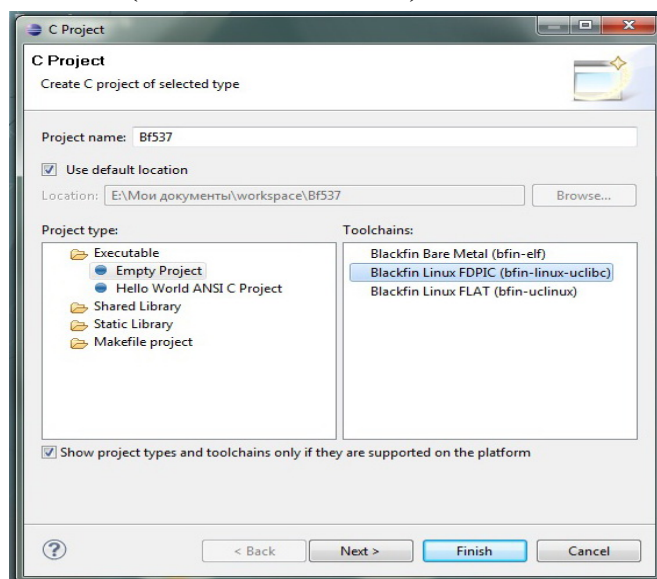 C Project
C Project
Create C project of selected type
Project name: Bf537
Use default location
Location: E:\Мои документы\workspace\Bf537 Browse...
Project type: Toolchains:
Executable
Empty Project
Hello World ANSI C Project
Shared Library
Static Library
Makefile project
Blackfin Bare Metal (bfin-elf)
Blackfin Linux FDPIC (bfin-linux-uclibc)
Blackfin Linux FLAT (bfin-uclinux)
Show project types and toolchains only if they are supported on the platform
? < Back Next > Finish Cancel